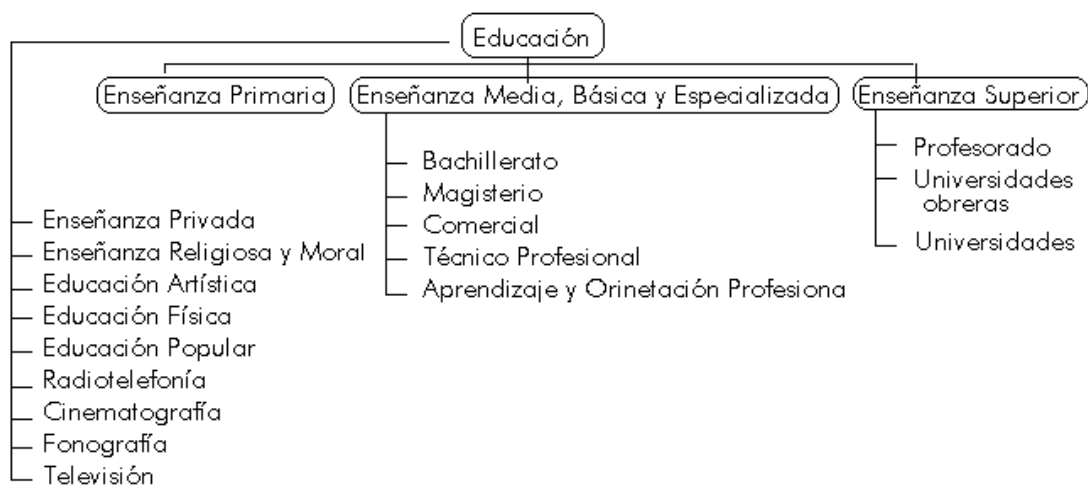 Educación
Enseñanza Primaria
Enseñanza Media, Básica y Especializada
Enseñanza Superior
Bachillerato
Magisterio
Comercial
Técnico Profesional
Aprendizaje y Orinetación Profesiona
Profesorado
Universidades
obreras
Universidades
Enseñanza Privada
Enseñanza Religiosa y Moral
Educación Artística
Educación Física
Educación Popular
Radiotelefonía
Cinematografía
Fonografía
Televisión